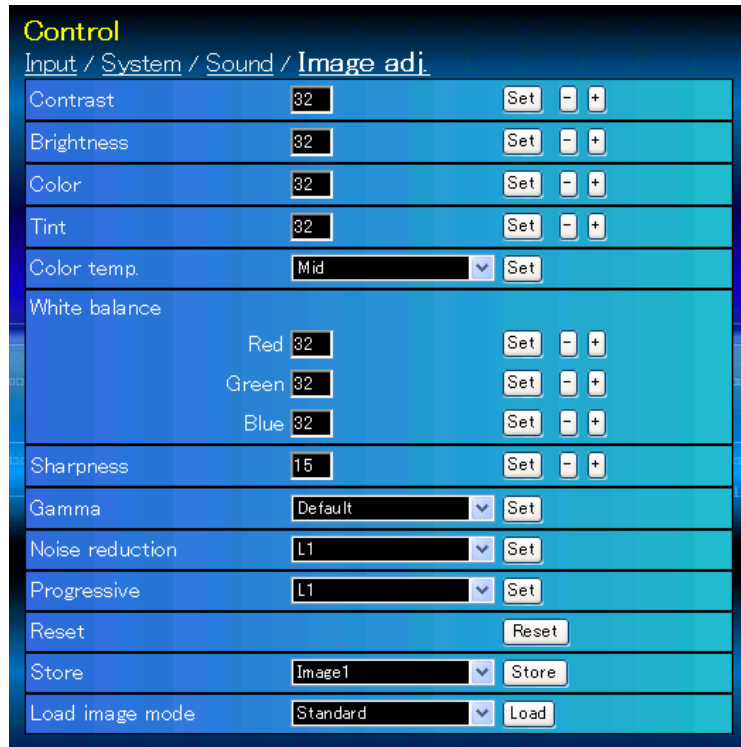 Control
Input / System / Sound / Image adj.
Contrast 32 Set - +
Brightness 32 Set - +
Color 32 Set - +
Tint 32 Set - +
Color temp. Mid Set
White balance
Red 32 Set - +
Green 32 Set - +
Blue 32 Set - +
Sharpness 15 Set - +
Gamma Default Set
Noise reduction L1 Set
Progressive L1 Set
Reset Reset
Store Image1 Store
Load image mode Standard Load